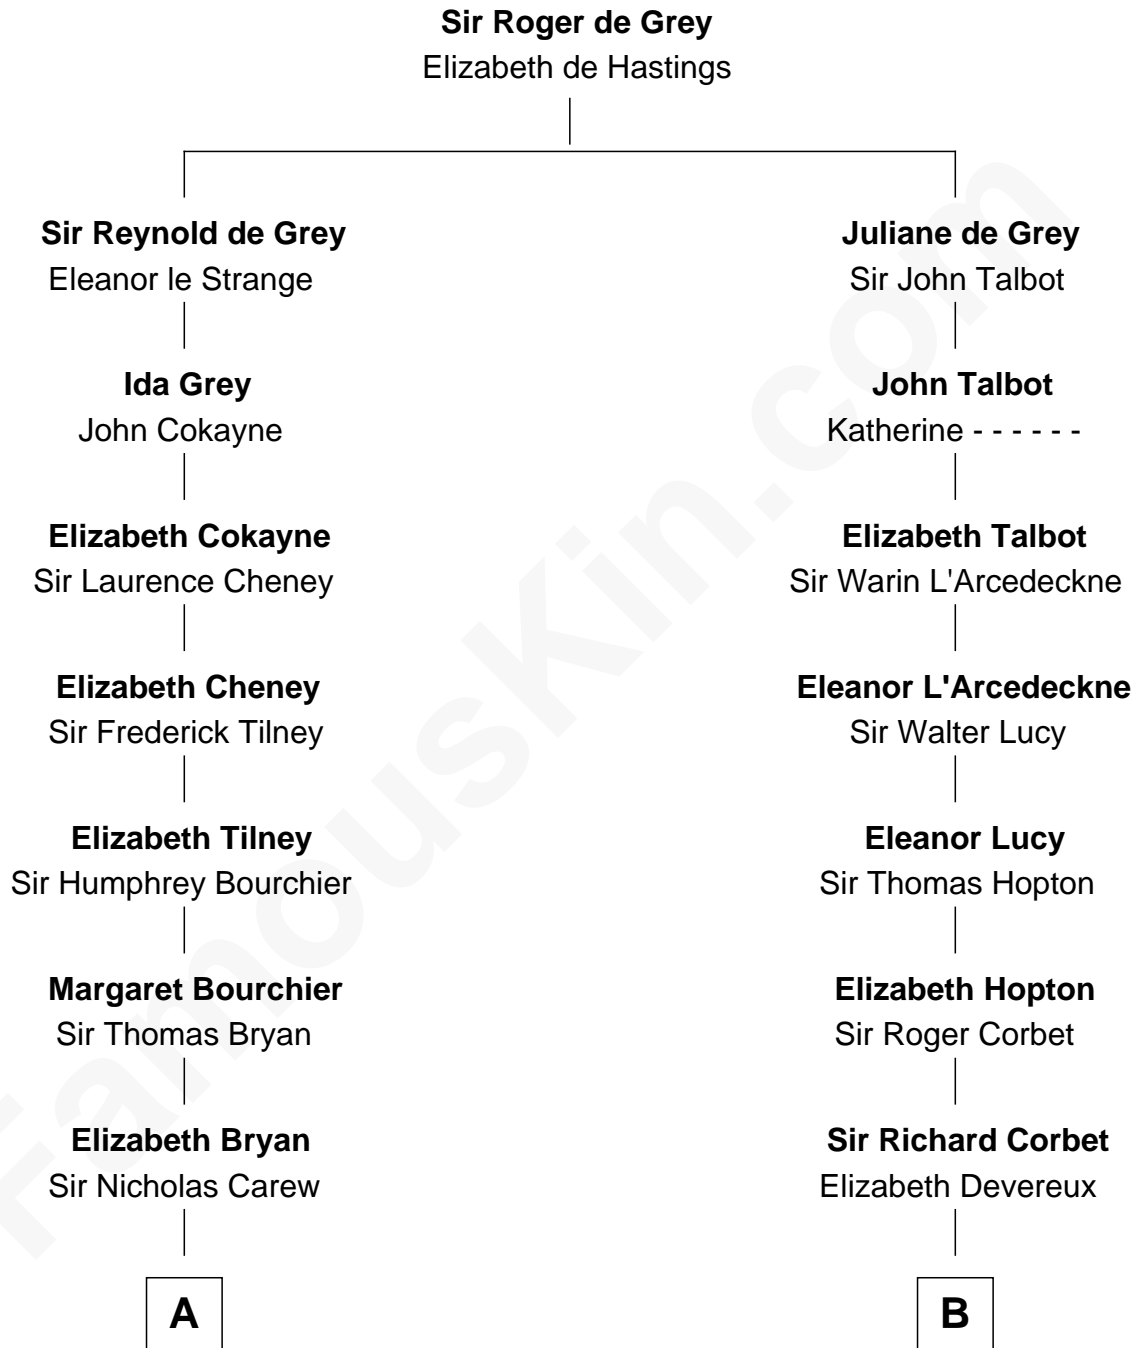 Sir Roger de Grey
Elizabeth de Hastings
Sir Reynold de Grey
Eleanor le Strange
Juliane de Grey
Sir John Talbot
Ida Grey
John Cokayne
John Talbot
Katherine - - - - - -
Elizabeth Cokayne
Sir Laurence Cheney
Elizabeth Talbot
Sir Warin L'Arcedeckne
Elizabeth Cheney
Sir Frederick Tilney
Eleanor L'Arcedeckne
Sir Walter Lucy
Elizabeth Tilney
Sir Humphrey Bourchier
Eleanor Lucy
Sir Thomas Hopton
Margaret Bourchier
Sir Thomas Bryan
Elizabeth Hopton
Sir Roger Corbet
Elizabeth Bryan
Sir Nicholas Carew
Sir Richard Corbet
Elizabeth Devereux
A
B
FamousKin.com